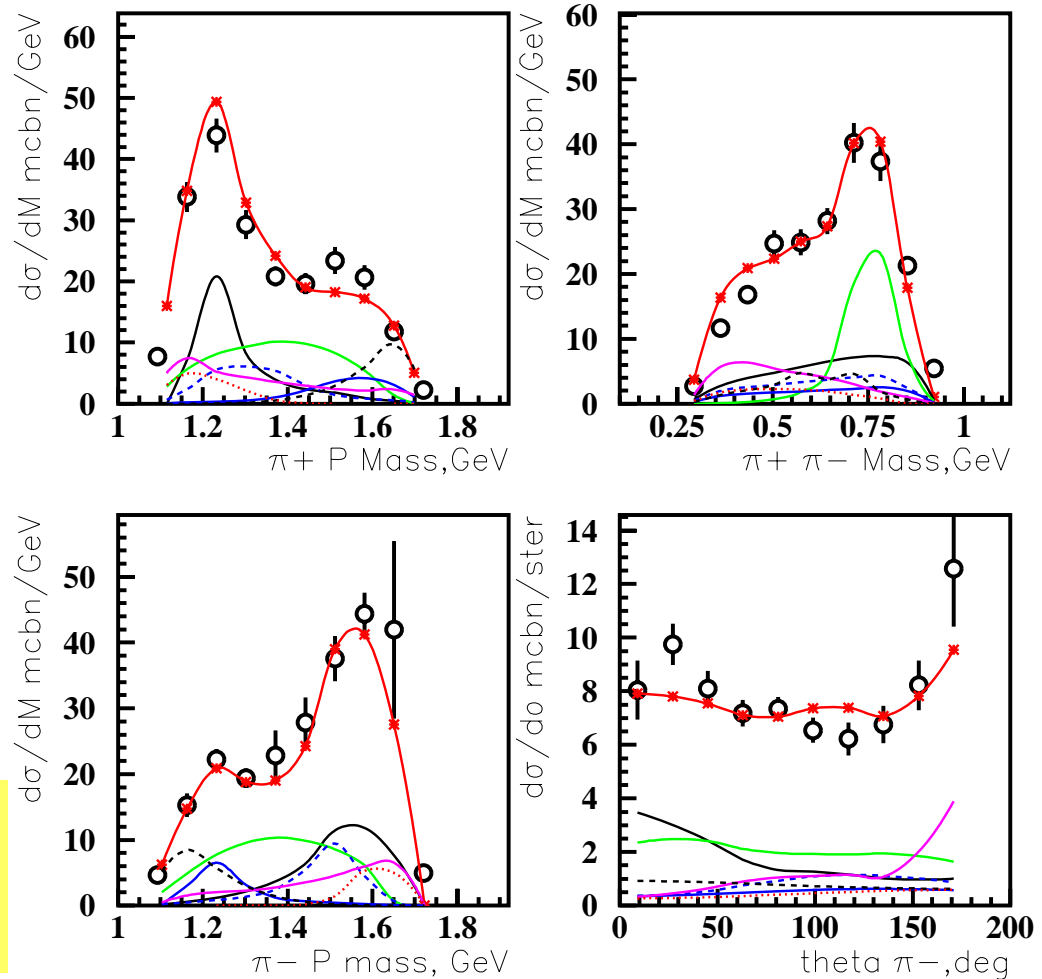 dσ/dM mcbn/GeV
60
50
40
30
20
10
0
1 1.2 1.4 1.6 1.8
π+ P Mass,GeV
dσ/dM mcbn/GeV
60
50
40
30
20
10
0
0.25 0.5 0.75 1
π+ π− Mass,GeV
dσ/dM mcbn/GeV
50
40
30
20
10
0
1 1.2 1.4 1.6 1.8
π− P mass, GeV
dσ/do mcbn/ster
14
12
10
8
6
4
2
0
0 50 100 150 200
theta π−,deg